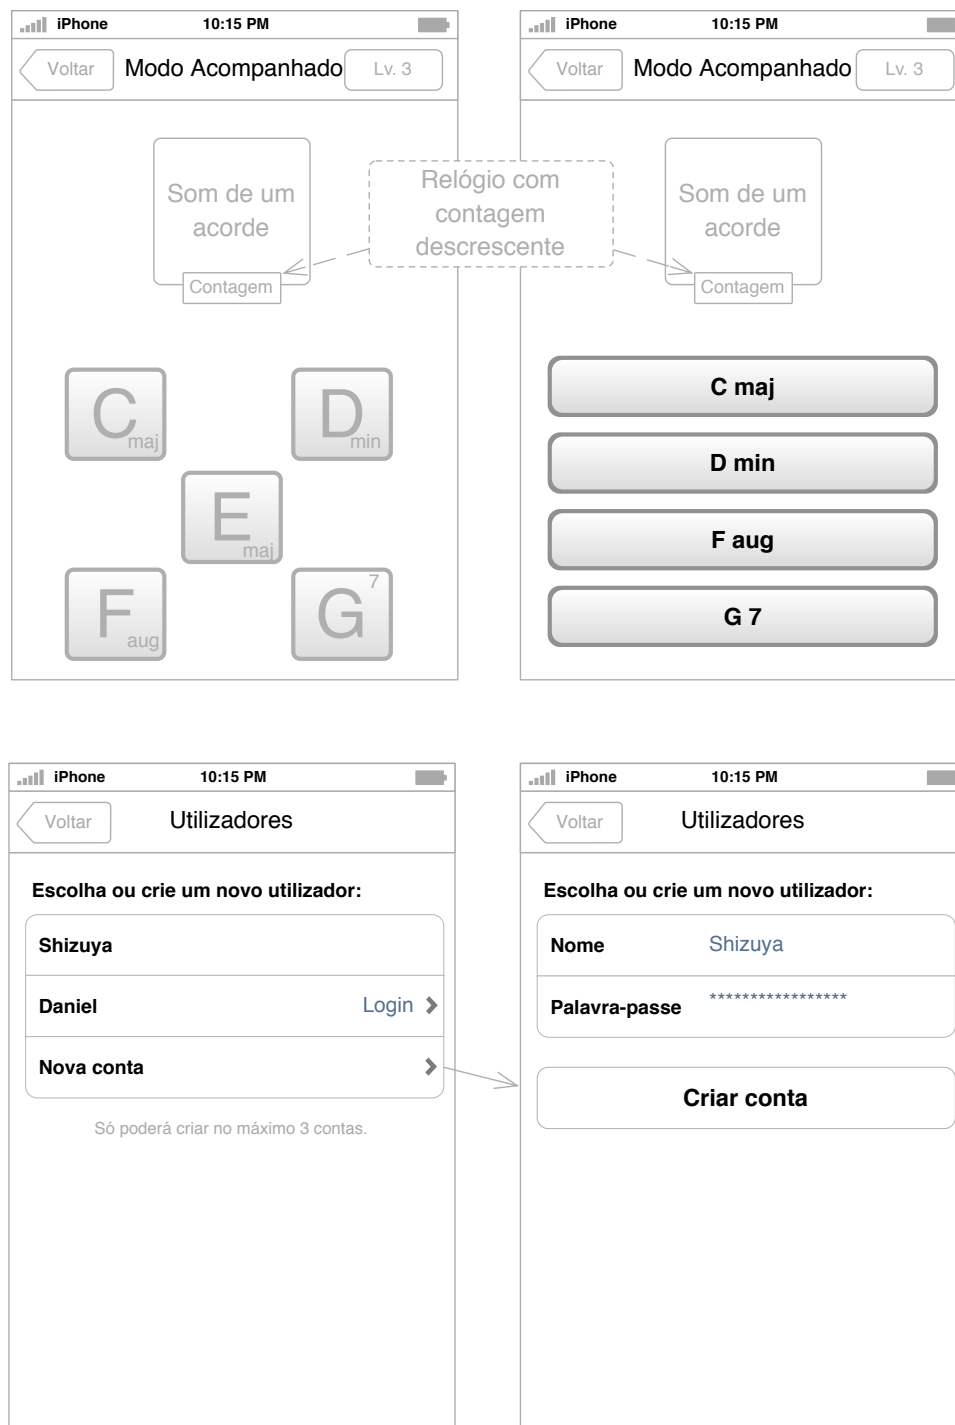 iPhone 10:15 PM
Voltar Modo Acompanhado Lv. 3
Som de um
acorde
Contagem
C maj
D min
E maj
F aug
G 7
Relógio com
contagem
descrescente
iPhone 10:15 PM
Voltar Modo Acompanhado Lv. 3
Som de um
acorde
Contagem
C maj
D min
F aug
G 7
iPhone 10:15 PM
Voltar Utilizadores
Escolha ou crie um novo utilizador:
Shizuya
Daniel Login
Nova conta
Só poderá criar no máximo 3 contas.
iPhone 10:15 PM
Voltar Utilizadores
Escolha ou crie um novo utilizador:
Nome Shizuya
Palavra-passe *****************
Criar conta